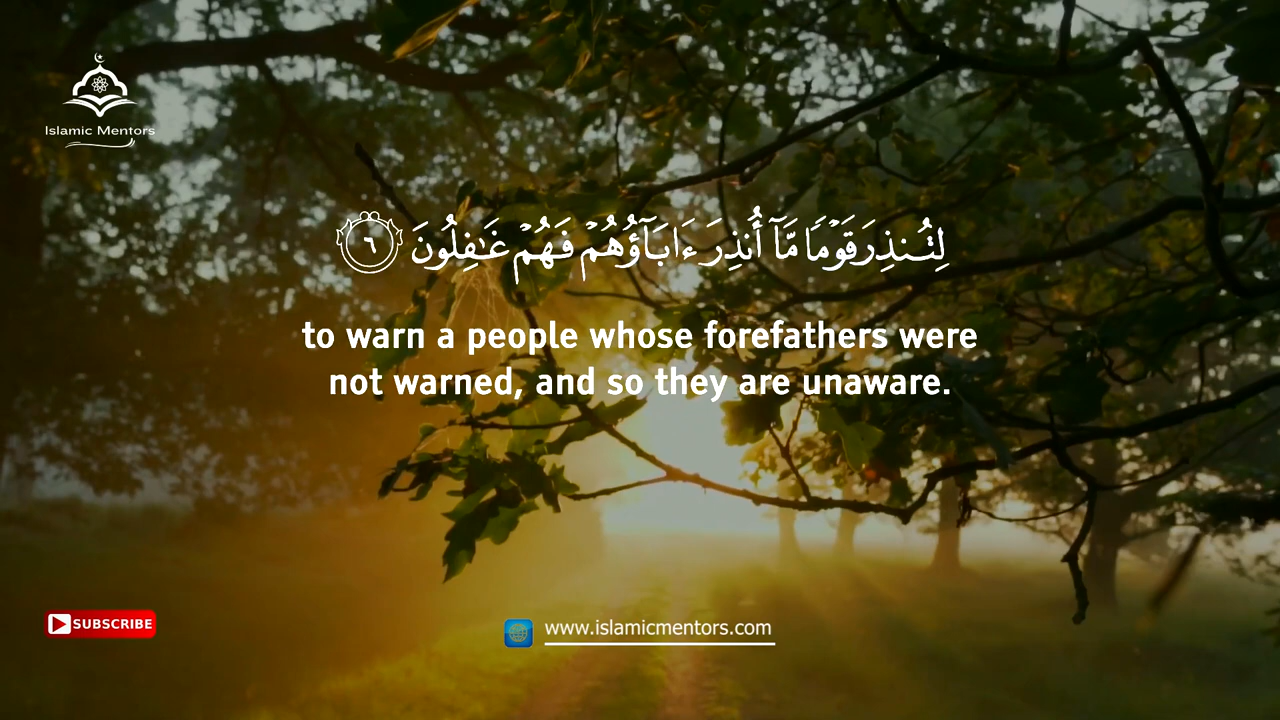 Islamic Mentors
لِتُنذِرَ قَوْمًا مَّآ أُنذِرَ ءَابَآؤُهُمْ فَهُمْ غَـٰفِلُونَ ٦
to warn a people whose forefathers were
not warned, and so they are unaware.
SUBSCRIBE
www.islamicmentors.com